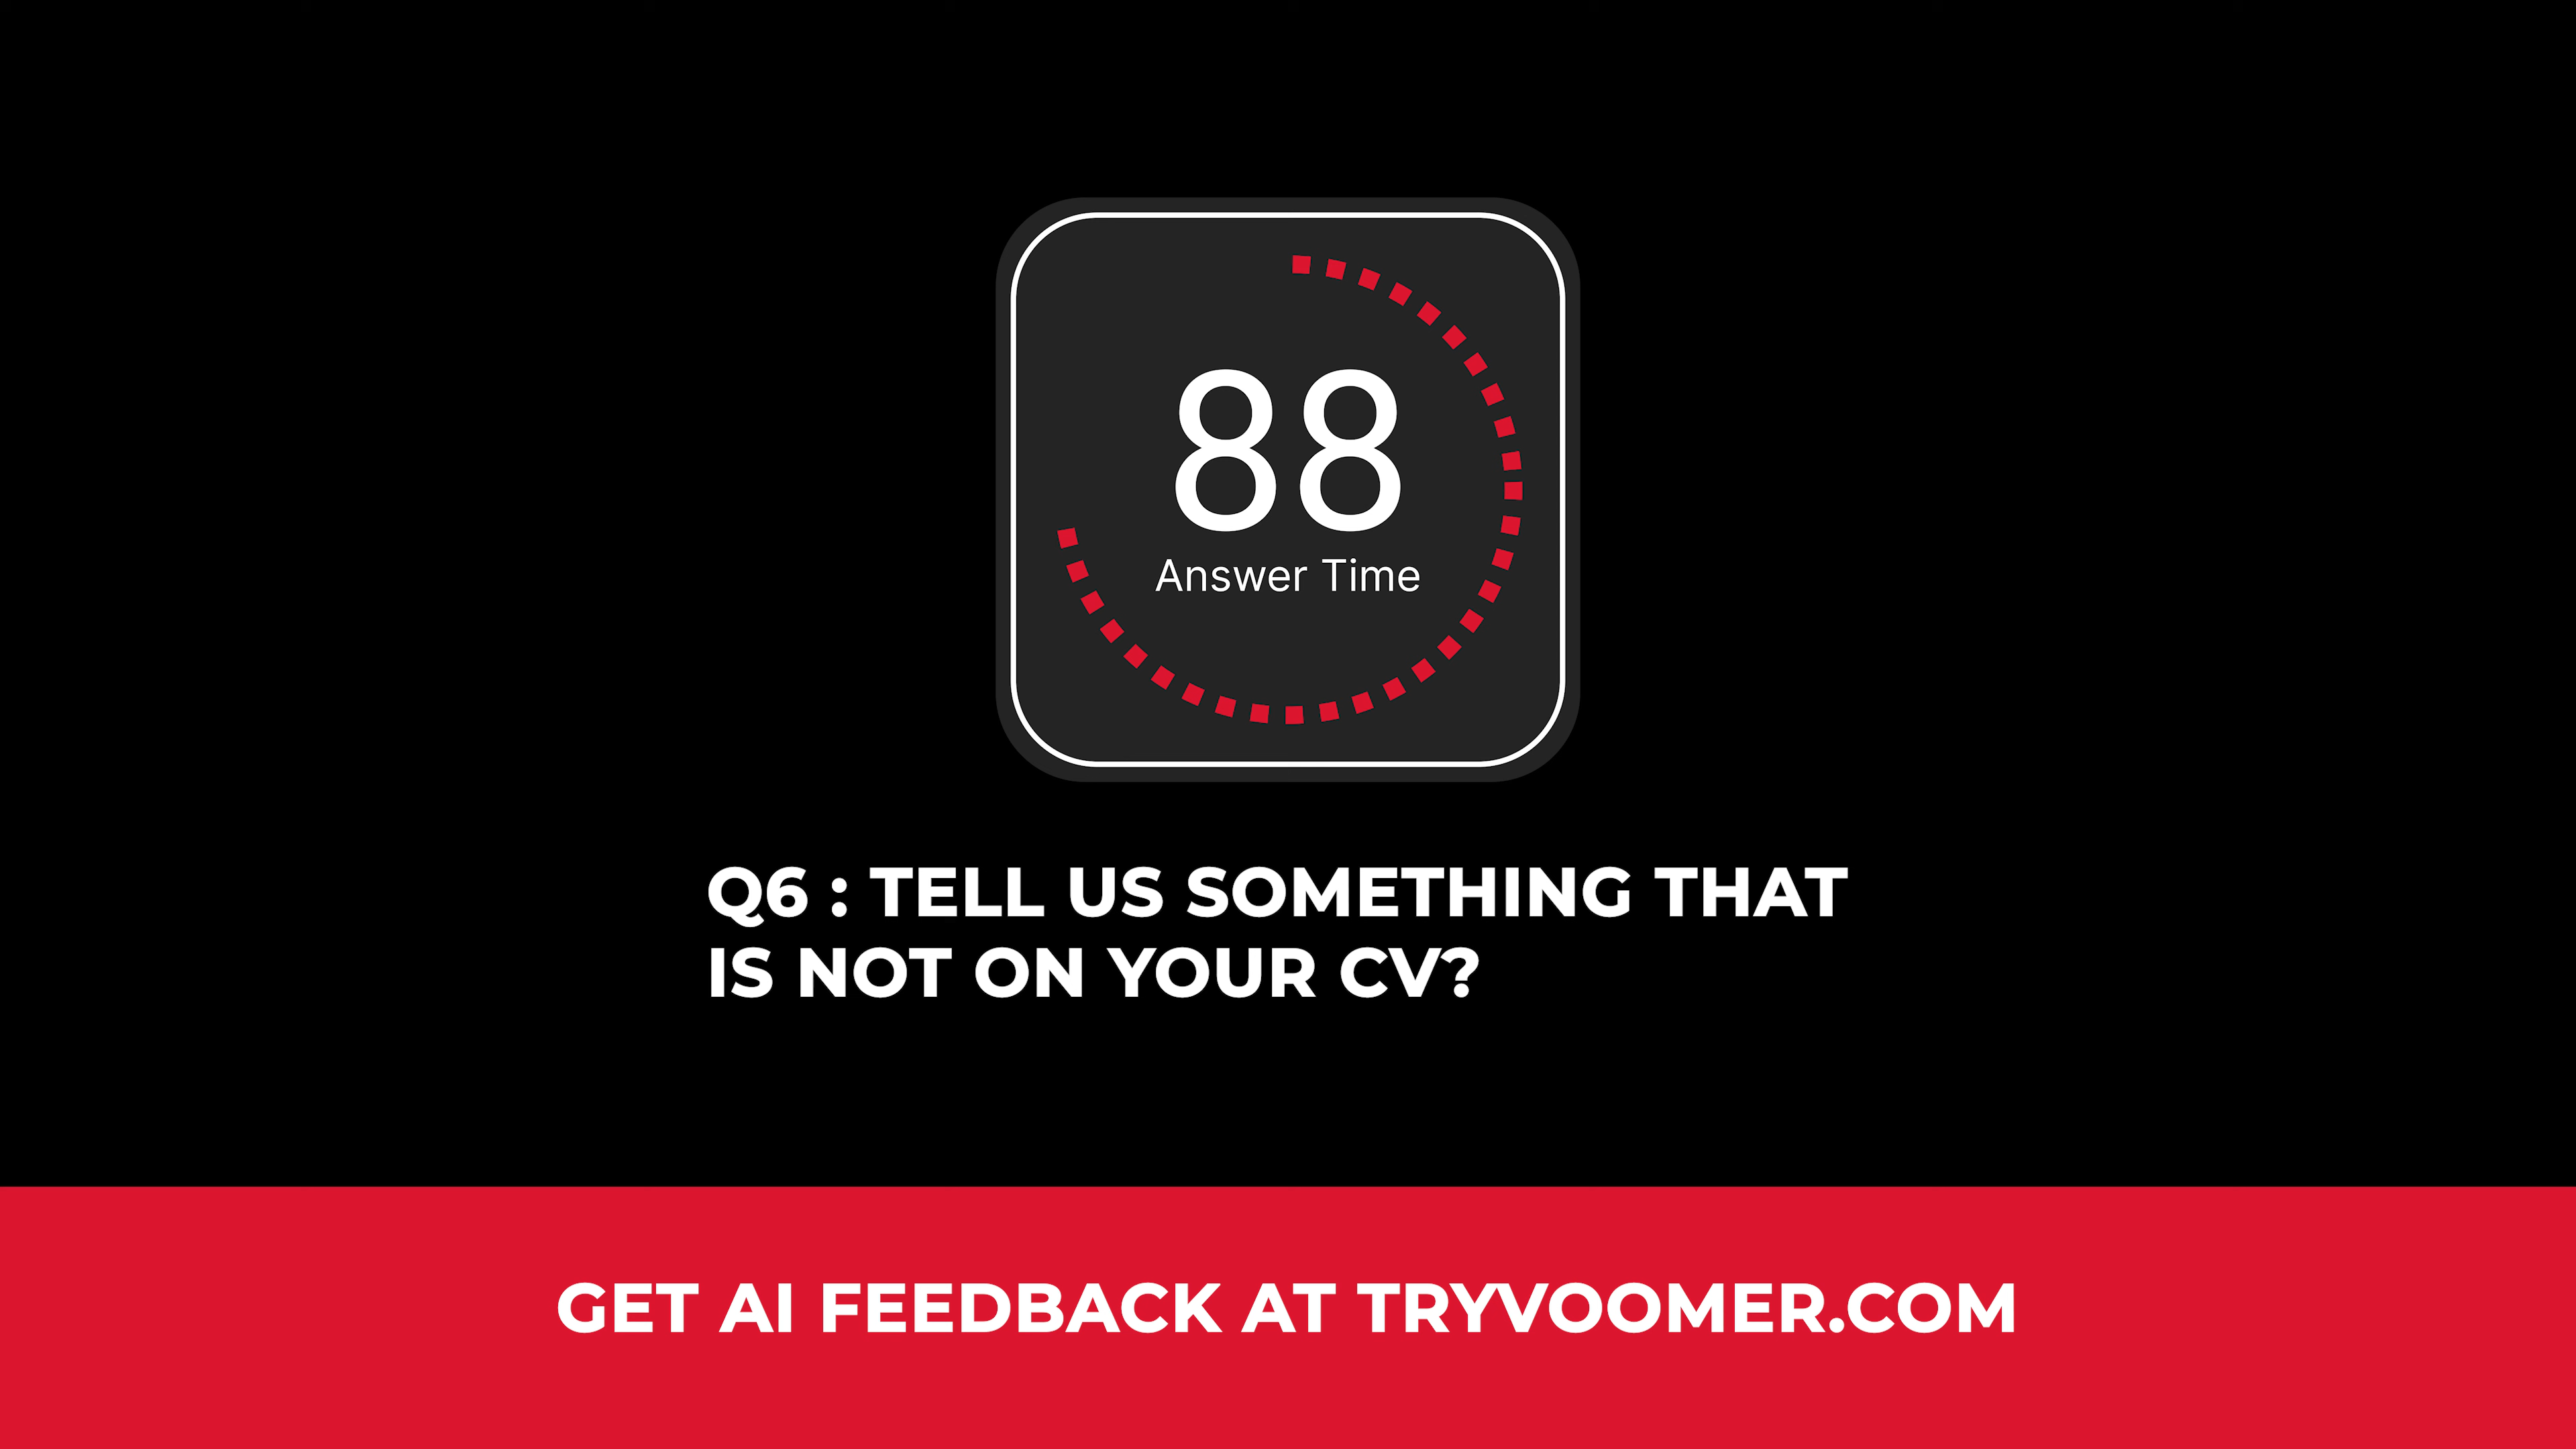 88
Answer Time
Q6 : TELL US SOMETHING THAT
IS NOT ON YOUR CV?
GET AI FEEDBACK AT TRYVOOMER.COM